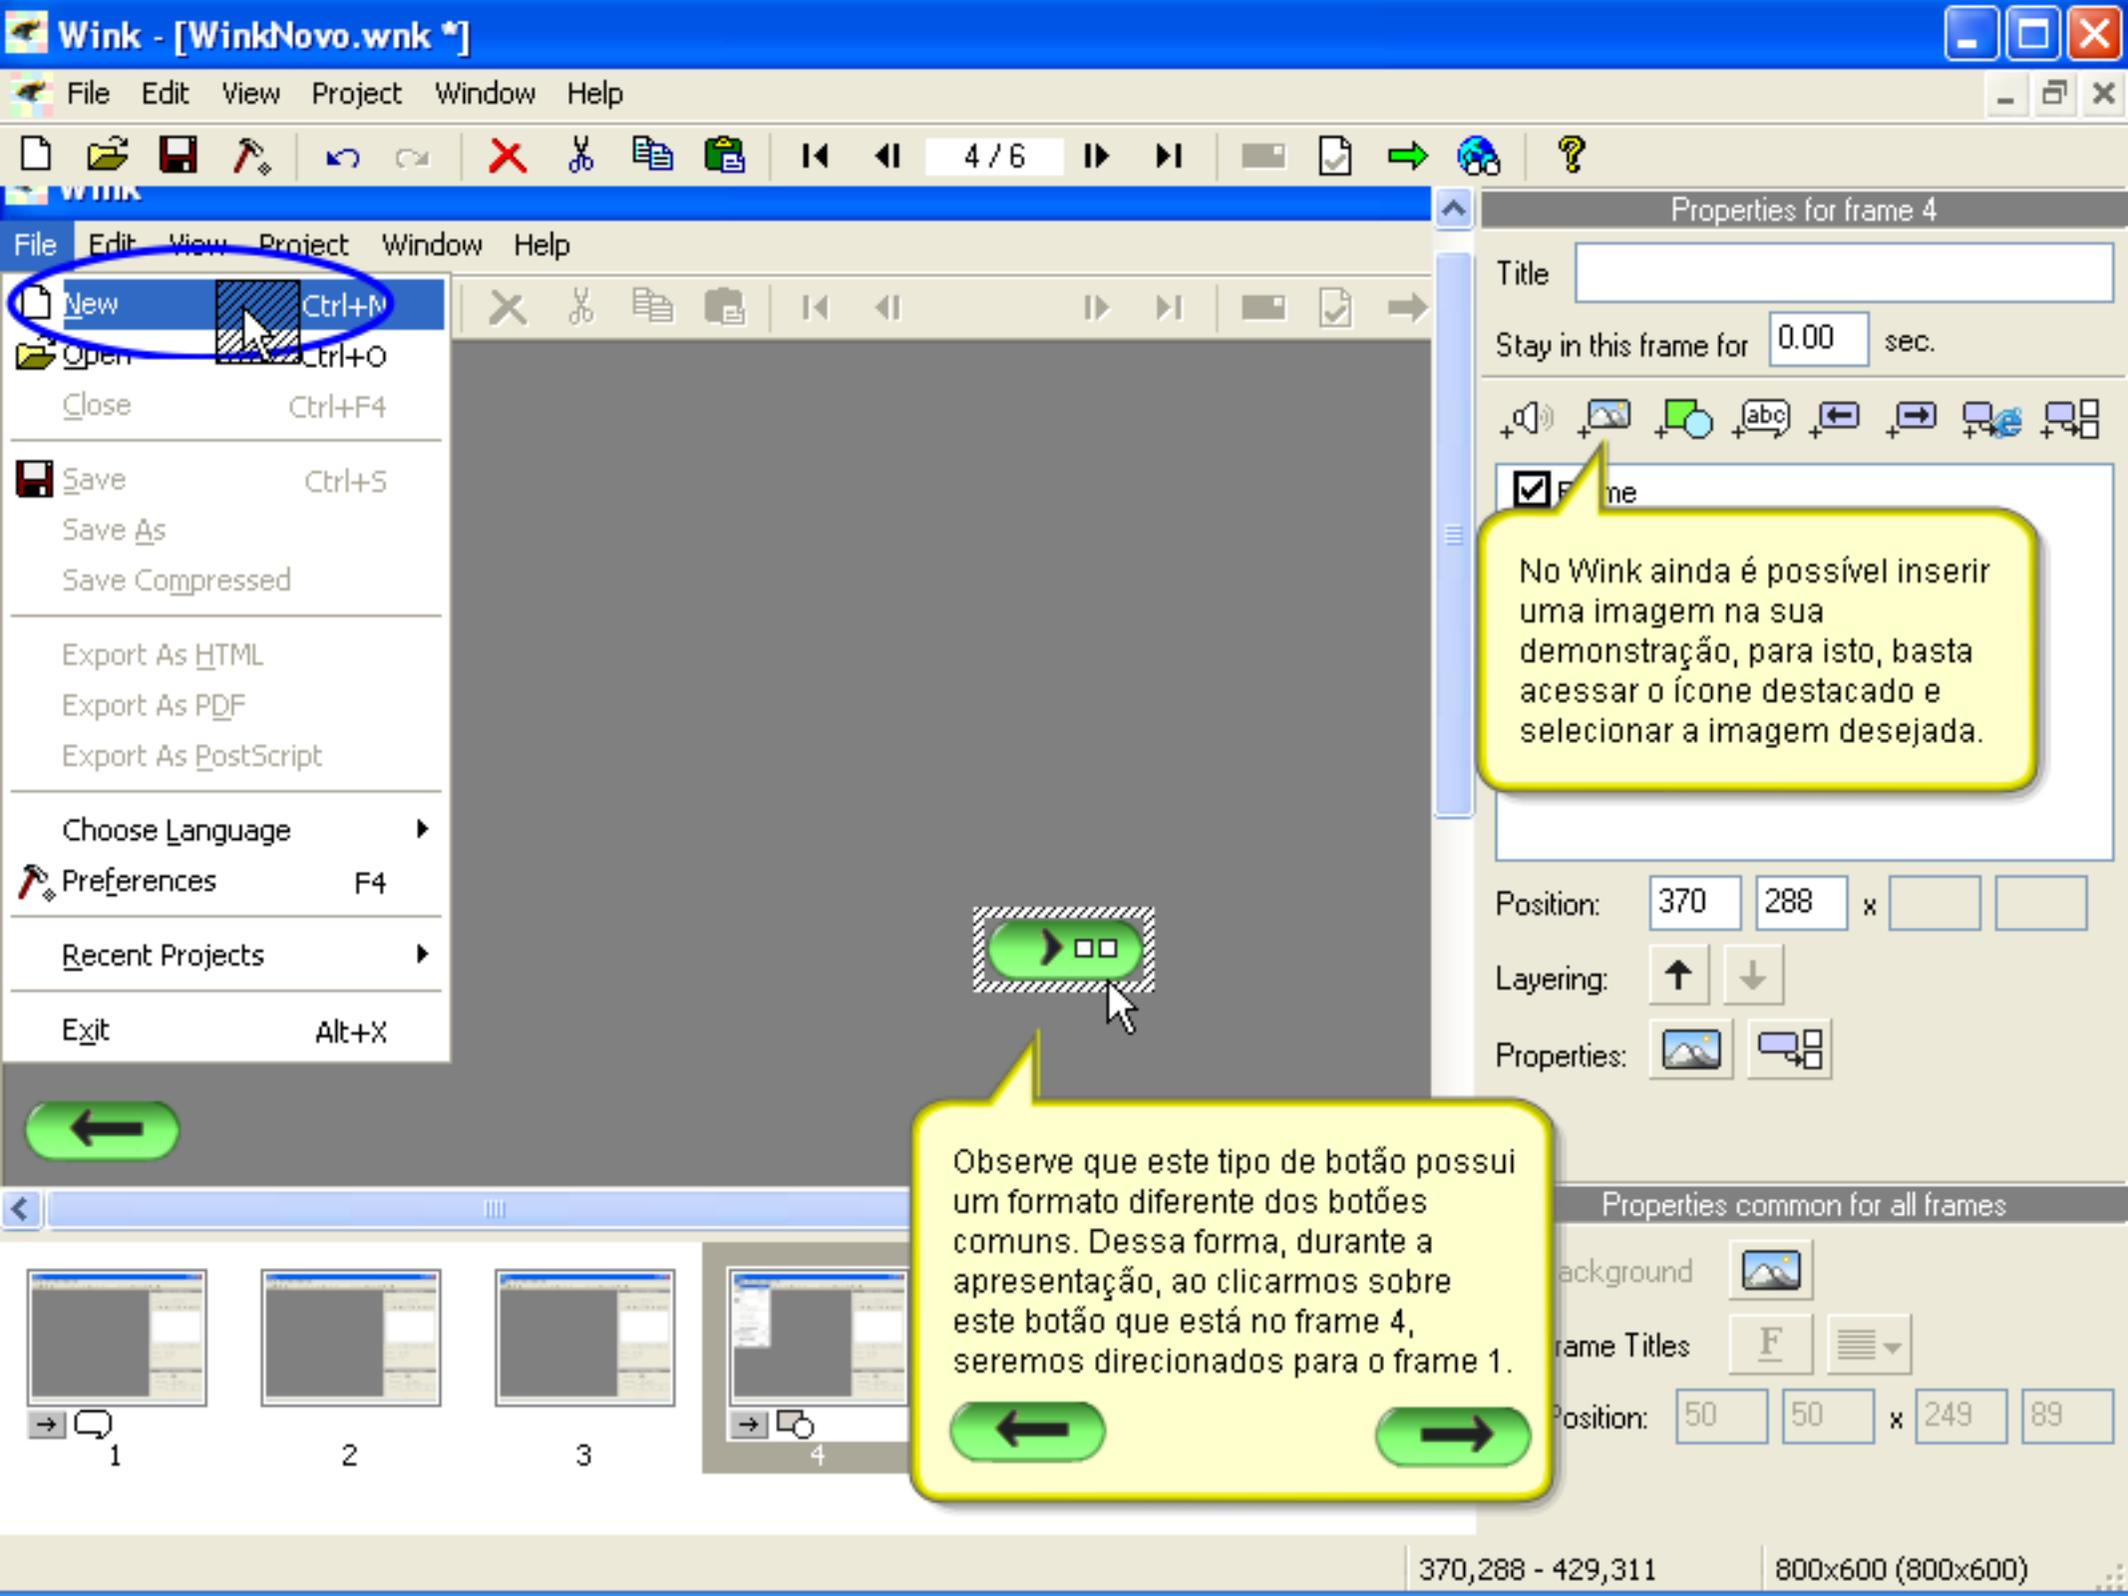 Wink - [WinkNovo.wnk *]
File Edit View Project Window Help
4 / 6
Wink
File Edit View Project Window Help
New Ctrl+N
Open Ctrl+O
Close Ctrl+F4
Save Ctrl+S
Save As
Save Compressed
Export As HTML
Export As PDF
Export As PostScript
Choose Language
Preferences F4
Recent Projects
Exit Alt+X
Properties for frame 4
Title
Stay in this frame for 0.00 sec.
abc
No Wink ainda é possível inserir
uma imagem na sua
demonstração, para isto, basta
acessar o ícone destacado e
selecionar a imagem desejada.
Position: 370 288 x
Layering:
Properties:
Observe que este tipo de botão possui
um formato diferente dos botões
comuns. Dessa forma, durante a
apresentação, ao clicarmos sobre
este botão que está no frame 4,
seremos direcionados para o frame 1.
Properties common for all frames
ackground
rame Titles F
Position: 50 50 x 249 89
1 2 3 4
370,288 - 429,311 800x600 (800x600)